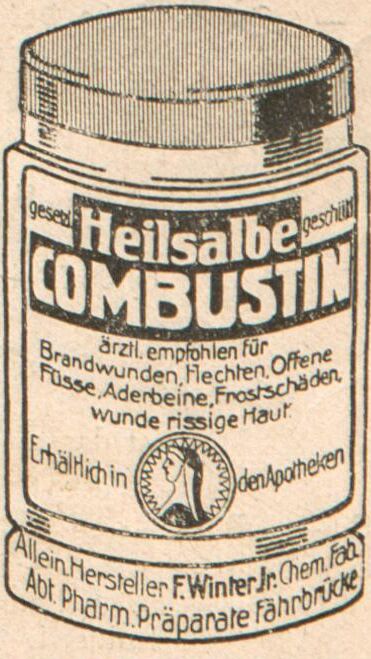 gesetzl. Heilsalbe geschützt
COMBUSTIN
ärztl. empfohlen für
Brandwunden, Flechten, Offene
Füsse, Aderbeine, Frostschäden,
wunde rissige Haut.
Erhältlich in den Apotheken
Allein. Hersteller F. Winter Jr. Chem. Fab.
Abt. Pharm. Präparate Fährbrücke